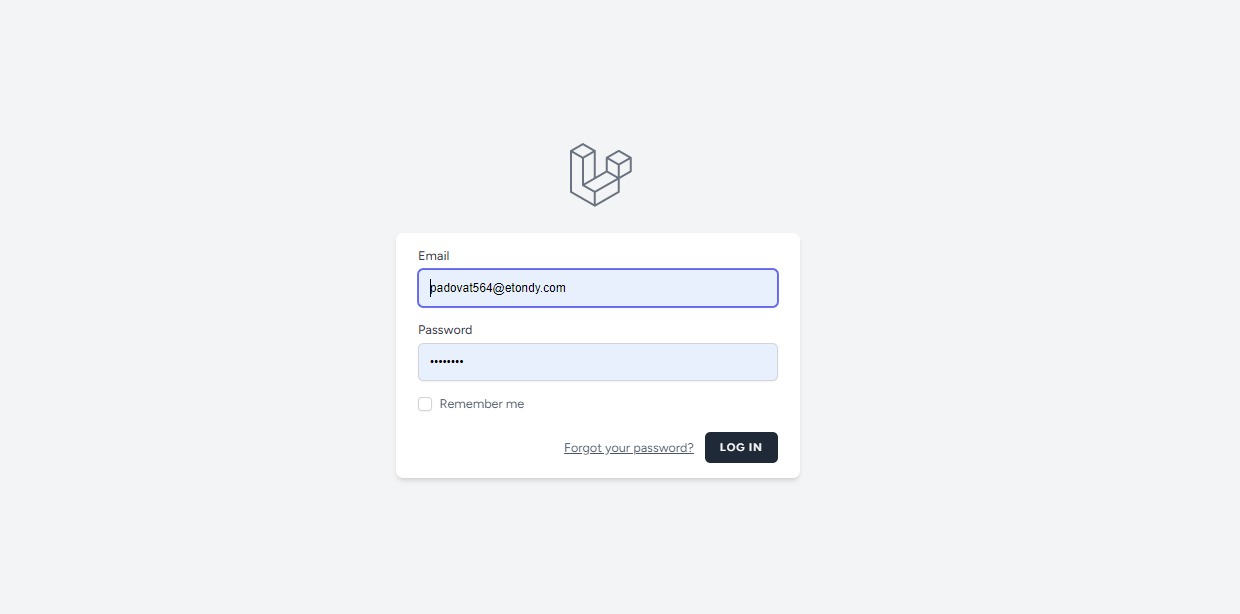 Email
padovat564@etondy.com
Password
••••••••
Remember me
Forgot your password? LOG IN